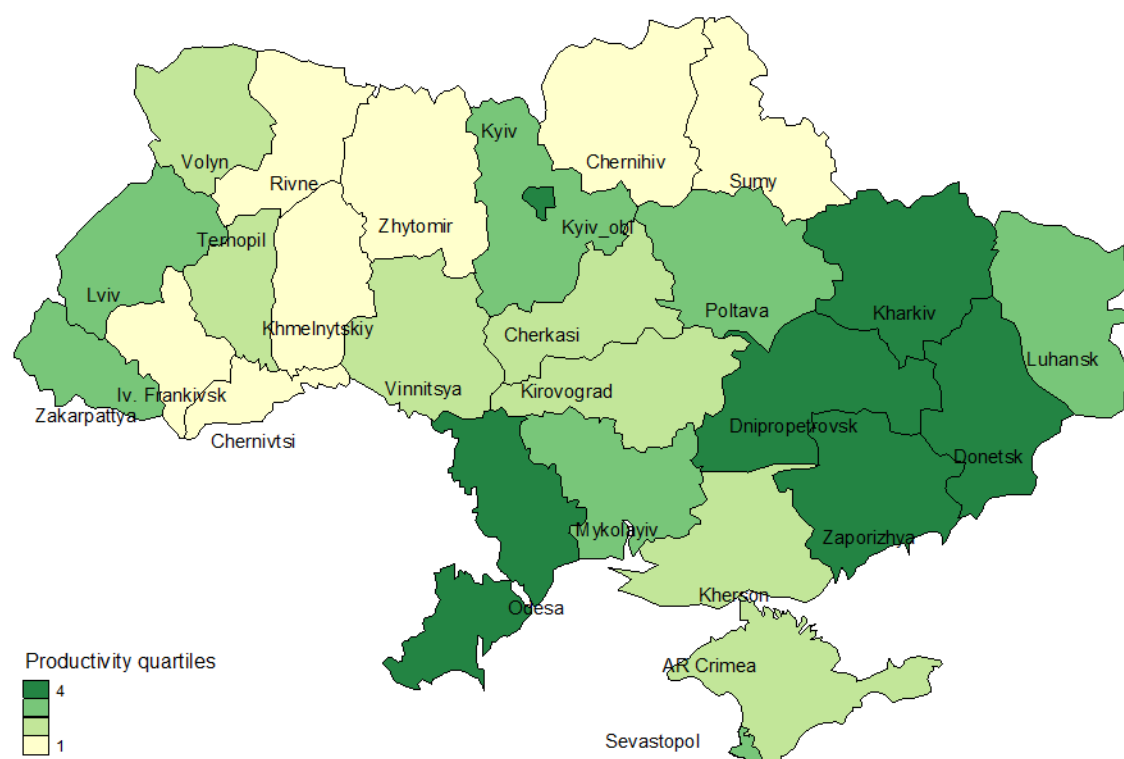 Kyiv
Volyn
Chernihiv
Rivne
Sumy
Zhytomir
Kyiv_obl
Ternopil
Lviv
Khmelnytskiy
Cherkasi
Poltava
Kharkiv
Luhansk
Iv. Frankivsk
Vinnitsya
Kirovograd
Zakarpattya
Chernivtsi
Dnipropetrovsk
Donetsk
Mykolayiv
Zaporizhya
Kherson
Odesa
AR Crimea
Sevastopol
Productivity quartiles
4
1